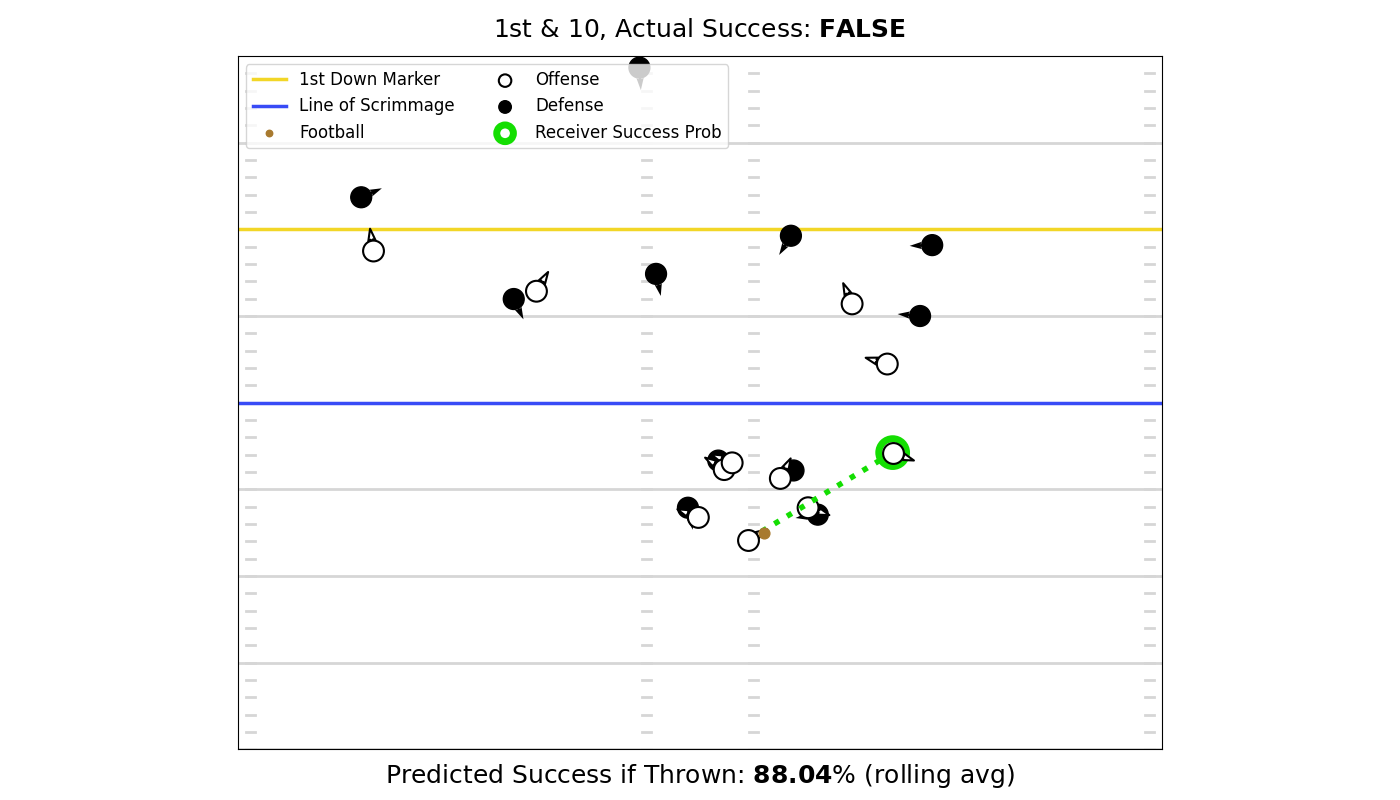 1st & 10, Actual Success: FALSE
1st Down Marker
Line of Scrimmage
Football
Offense
Defense
Receiver Success Prob
Predicted Success if Thrown: 88.04% (rolling avg)